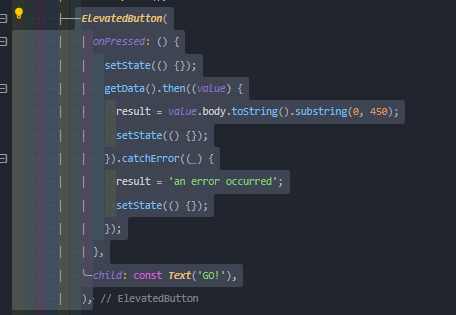 ElevatedButton(
onPressed: () {
setState(() {});
getData().then((value) {
result = value.body.toString().substring(0, 450);
setState(() {});
}).catchError((_) {
result = 'an error occurred';
setState(() {});
});
},
child: const Text('GO!'),
), // ElevatedButton